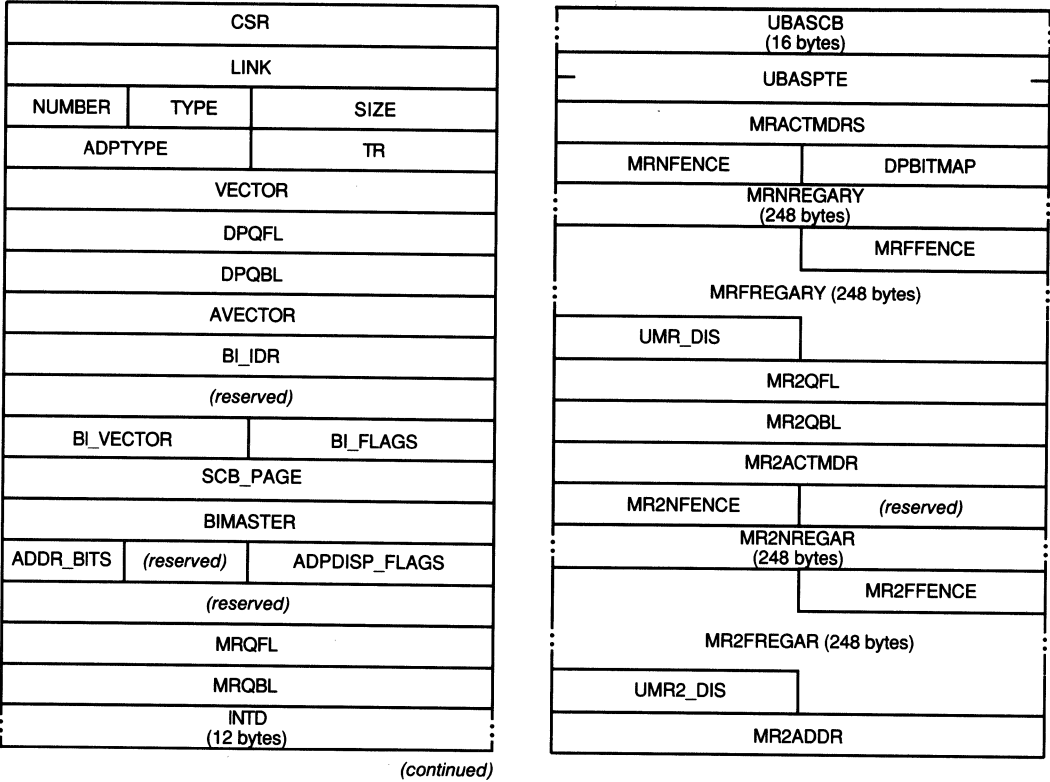 CSR
LINK
NUMBER TYPE SIZE
ADPTYPE TR
VECTOR
DPQFL
DPQBL
AVECTOR
BI_IDR
(reserved)
BI_VECTOR BI_FLAGS
SCB_PAGE
BIMASTER
ADDR_BITS (reserved) ADPDISP_FLAGS
(reserved)
MRQFL
MRQBL
INTD
(12 bytes)
(continued)
UBASCB
(16 bytes)
UBASPTE
MRACTMDRS
MRNFENCE DPBITMAP
MRNREGARY
(248 bytes)
MRFFENCE
MRFREGARY (248 bytes)
UMR_DIS
MR2QFL
MR2QBL
MR2ACTMDR
MR2NFENCE (reserved)
MR2NREGAR
(248 bytes)
MR2FFENCE
MR2FREGAR (248 bytes)
UMR2_DIS
MR2ADDR